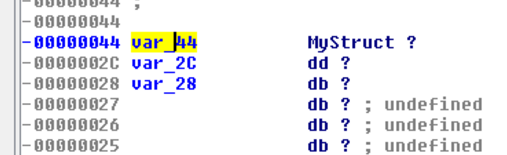 -00000044 ;
-00000044
-00000044 var_44 MyStruct ?
-0000002C var_2C dd ?
-00000028 var_28 db ?
-00000027 db ? ; undefined
-00000026 db ? ; undefined
-00000025 db ? ; undefined